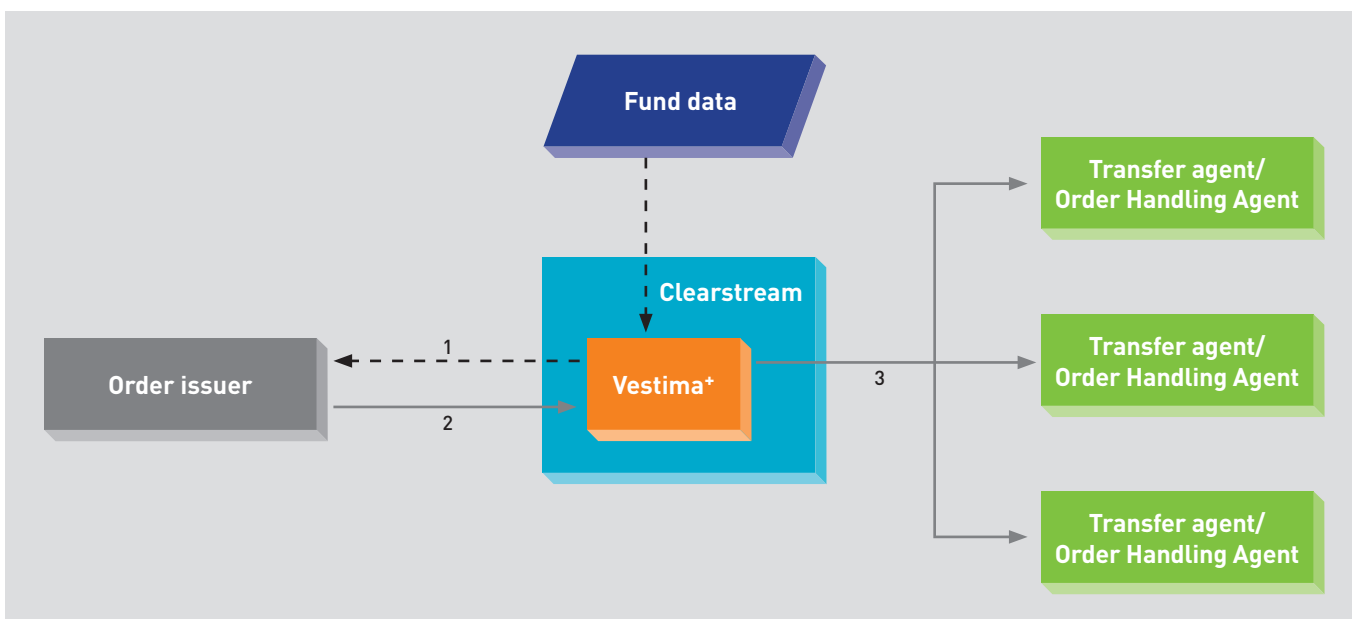 Fund data
Transfer agent/
Order Handling Agent
Clearstream
1
Order issuer
Vestima+
2
3
Transfer agent/
Order Handling Agent
Transfer agent/
Order Handling Agent